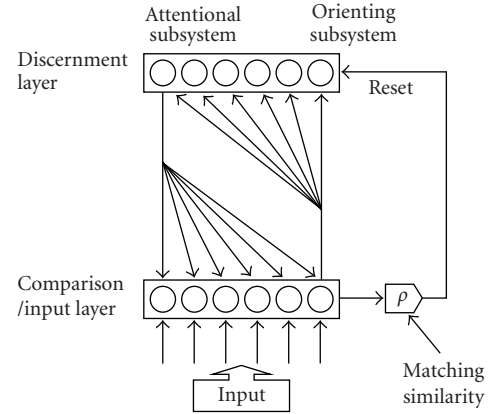 Attentional
subsystem
Orienting
subsystem
Discernment
layer
Reset
Comparison
/input layer
ρ
Matching
similarity
Input